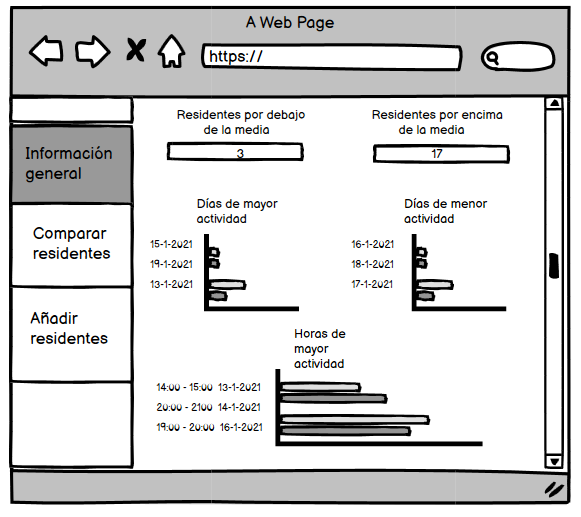 A Web Page
https://
Información
general
Comparar
residentes
Añadir
residentes
Residentes por debajo
de la media
3
Residentes por encima
de la media
17
Días de mayor
actividad
15-1-2021
19-1-2021
13-1-2021
Días de menor
actividad
16-1-2021
18-1-2021
17-1-2021
Horas de
mayor
actividad
14:00 - 15:00 13-1-2021
20:00 - 2100 14-1-2021
19:00 - 20:00 16-1-2021